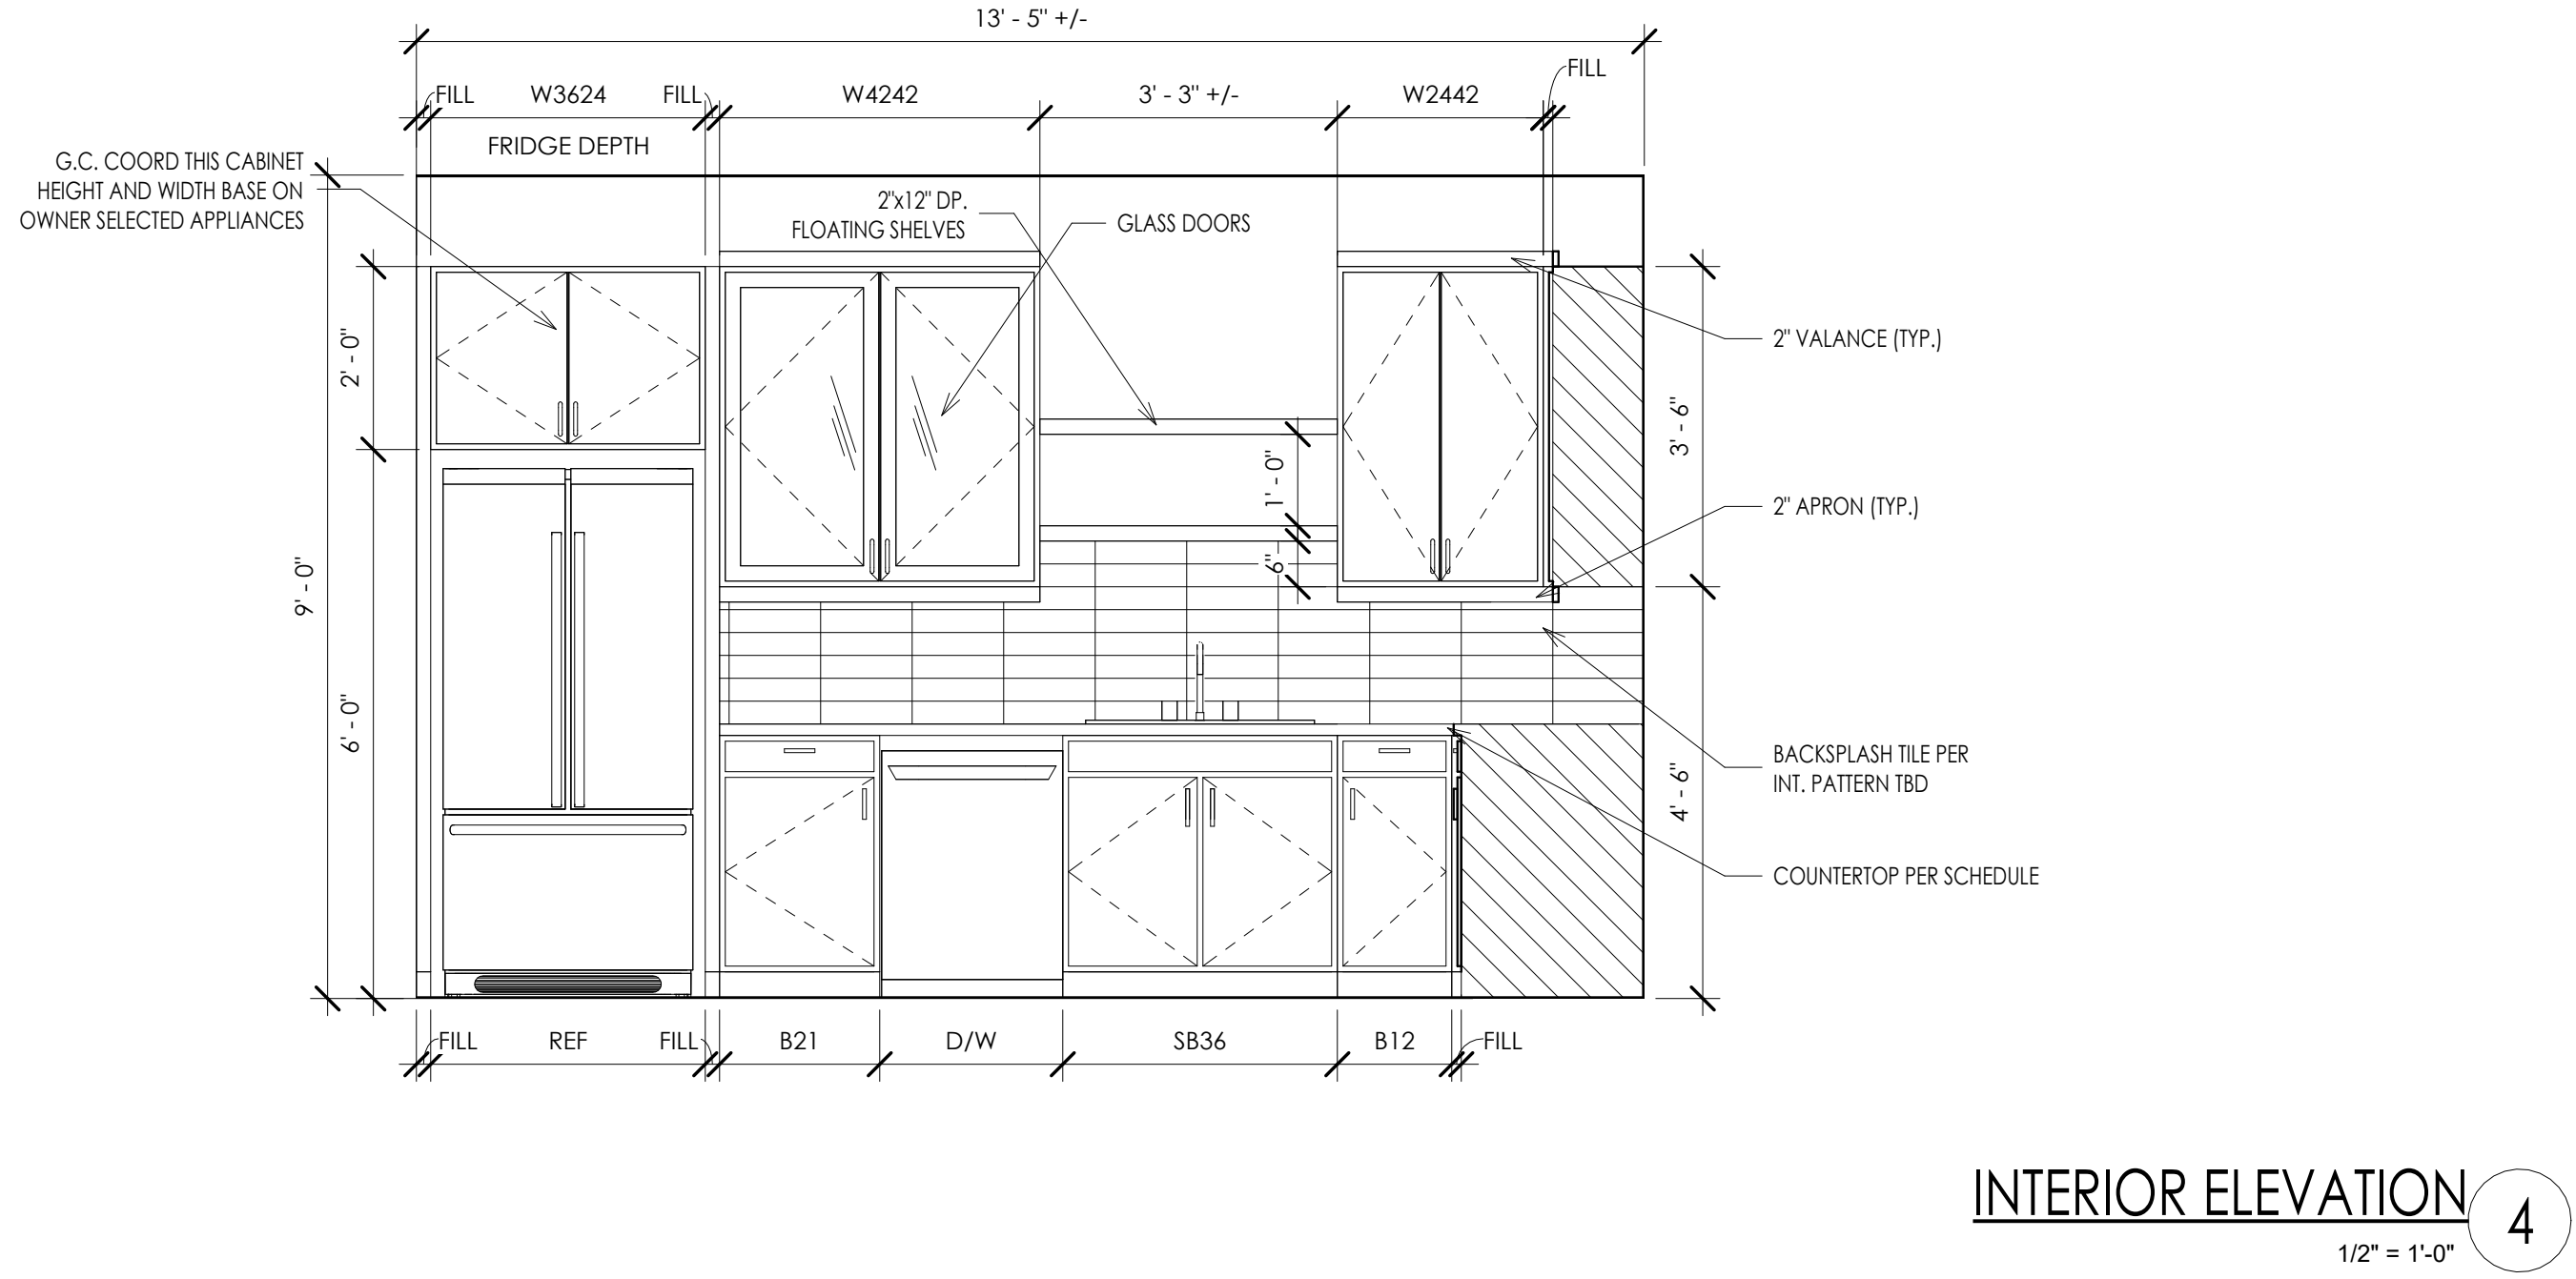 13' - 5" +/-
FILL
FILL W3624 FILL W4242 3' - 3" +/- W2442
FRIDGE DEPTH
G.C. COORD THIS CABINET
HEIGHT AND WIDTH BASE ON
OWNER SELECTED APPLIANCES
2"x12" DP.
FLOATING SHELVES
GLASS DOORS
2' - 0"
2" VALANCE (TYP.)
3' - 6"
1' - 0"
2" APRON (TYP.)
6"
9' - 0"
6' - 0"
BACKSPLASH TILE PER
INT. PATTERN TBD
4' - 6"
COUNTERTOP PER SCHEDULE
FILL REF FILL B21 D/W SB36 B12 FILL
INTERIOR ELEVATION
4
1/2" = 1'-0"